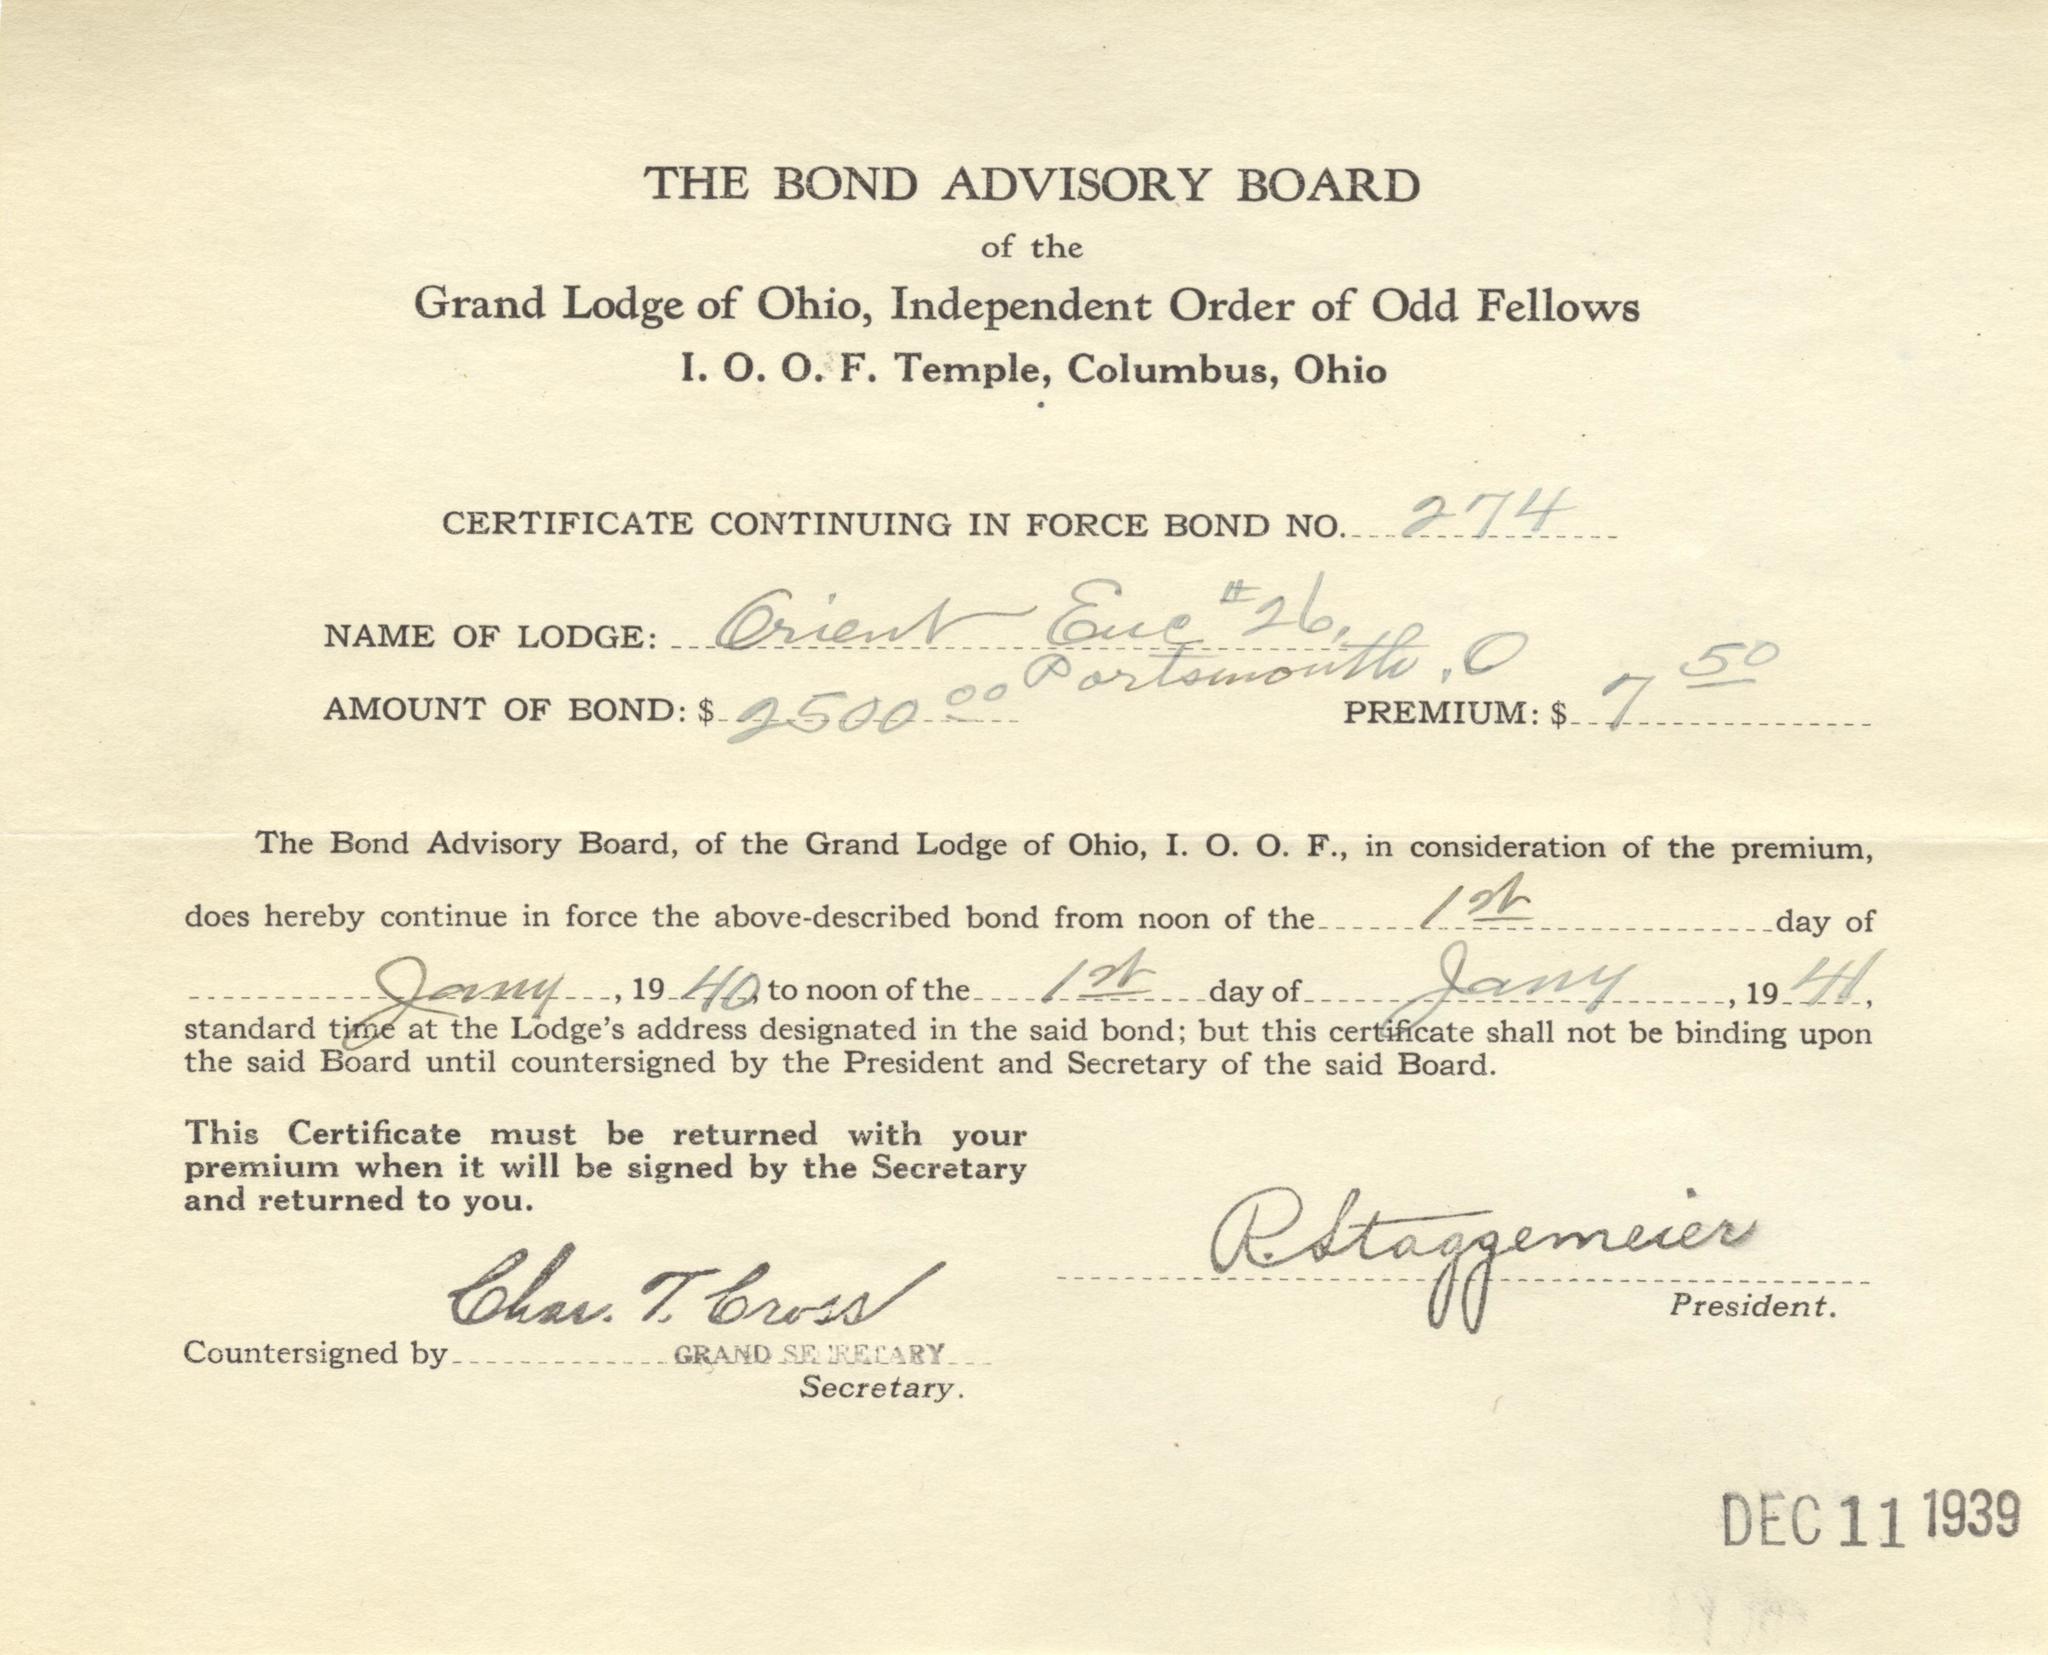 THE BOND ADVISORY BOARD
of the
Grand Lodge of Ohio, Independent Order of Odd Fellows
I. O. O. F. Temple, Columbus, Ohio
CERTIFICATE CONTINUING IN FORCE BOND NO. 274
NAME OF LODGE: Orient Enc #26,
Portsmouth, O
AMOUNT OF BOND: $ 2500.00 PREMIUM: $ 7 50
The Bond Advisory Board, of the Grand Lodge of Ohio, I. O. O. F., in consideration of the premium,
does hereby continue in force the above-described bond from noon of the 1st day of
Jany, 1940, to noon of the 1st day of Jany, 1941,
standard time at the Lodge's address designated in the said bond; but this certificate shall not be binding upon
the said Board until countersigned by the President and Secretary of the said Board.
This Certificate must be returned with your
premium when it will be signed by the Secretary
and returned to you.
R. Staggemeier
President.
Chas. T. Cross
Countersigned by GRAND SECRETARY
Secretary.
DEC 11 1939